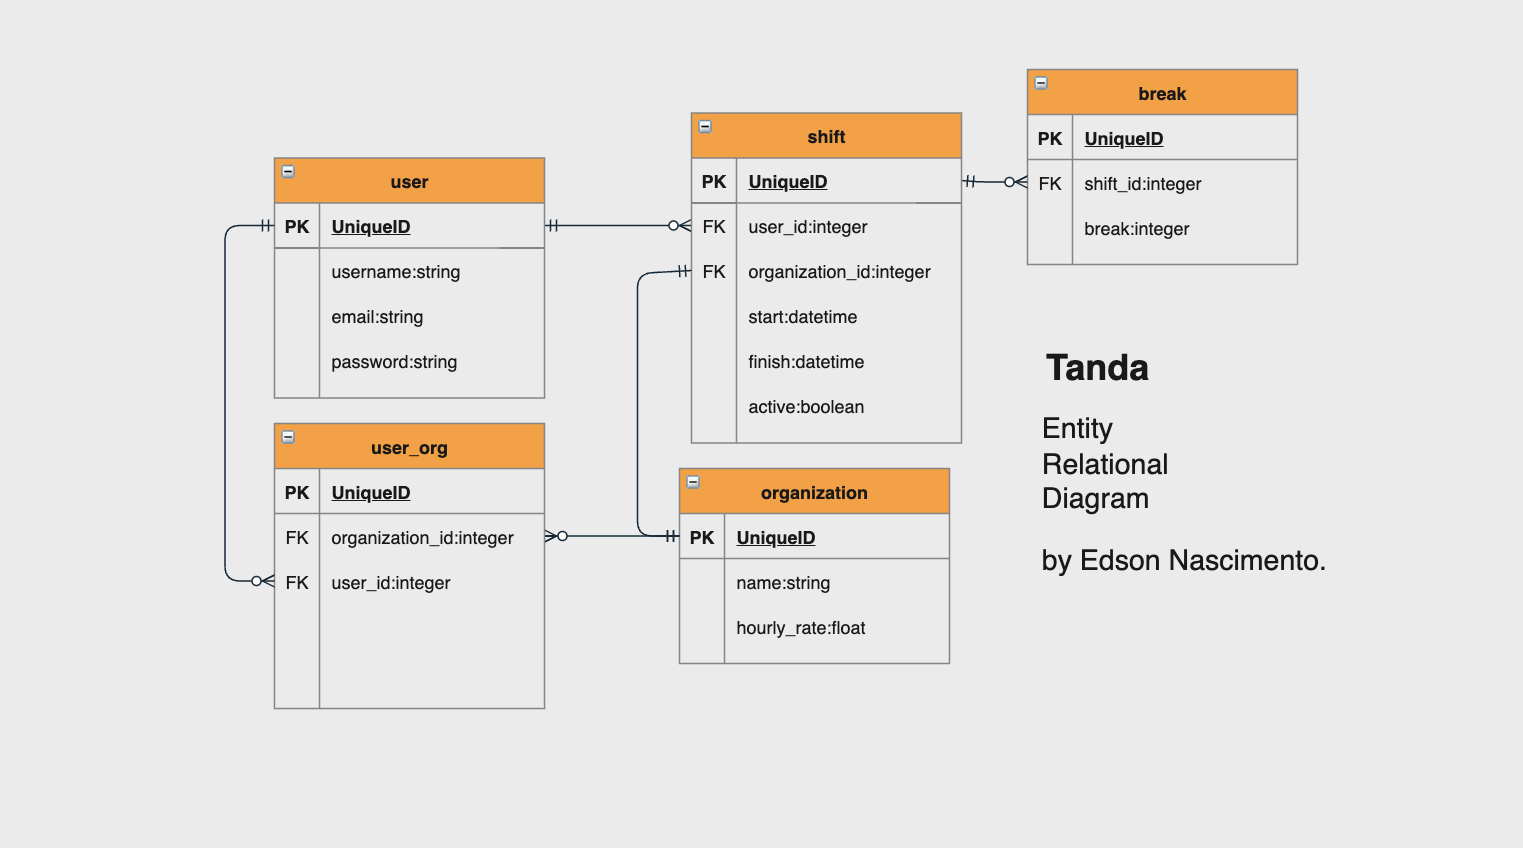 user
PK UniqueID
username:string
email:string
password:string
user_org
PK UniqueID
FK organization_id:integer
FK user_id:integer
shift
PK UniqueID
FK user_id:integer
FK organization_id:integer
start:datetime
finish:datetime
active:boolean
organization
PK UniqueID
name:string
hourly_rate:float
break
PK UniqueID
FK shift_id:integer
break:integer
Tanda
Entity
Relational
Diagram
by Edson Nascimento.